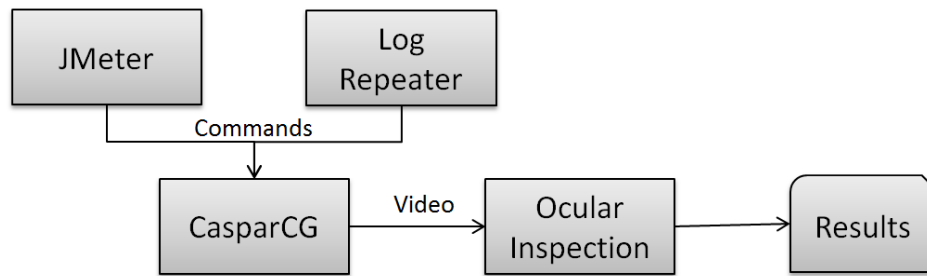 JMeter
Log
Repeater
Commands
CasparCG
Video
Ocular
Inspection
Results